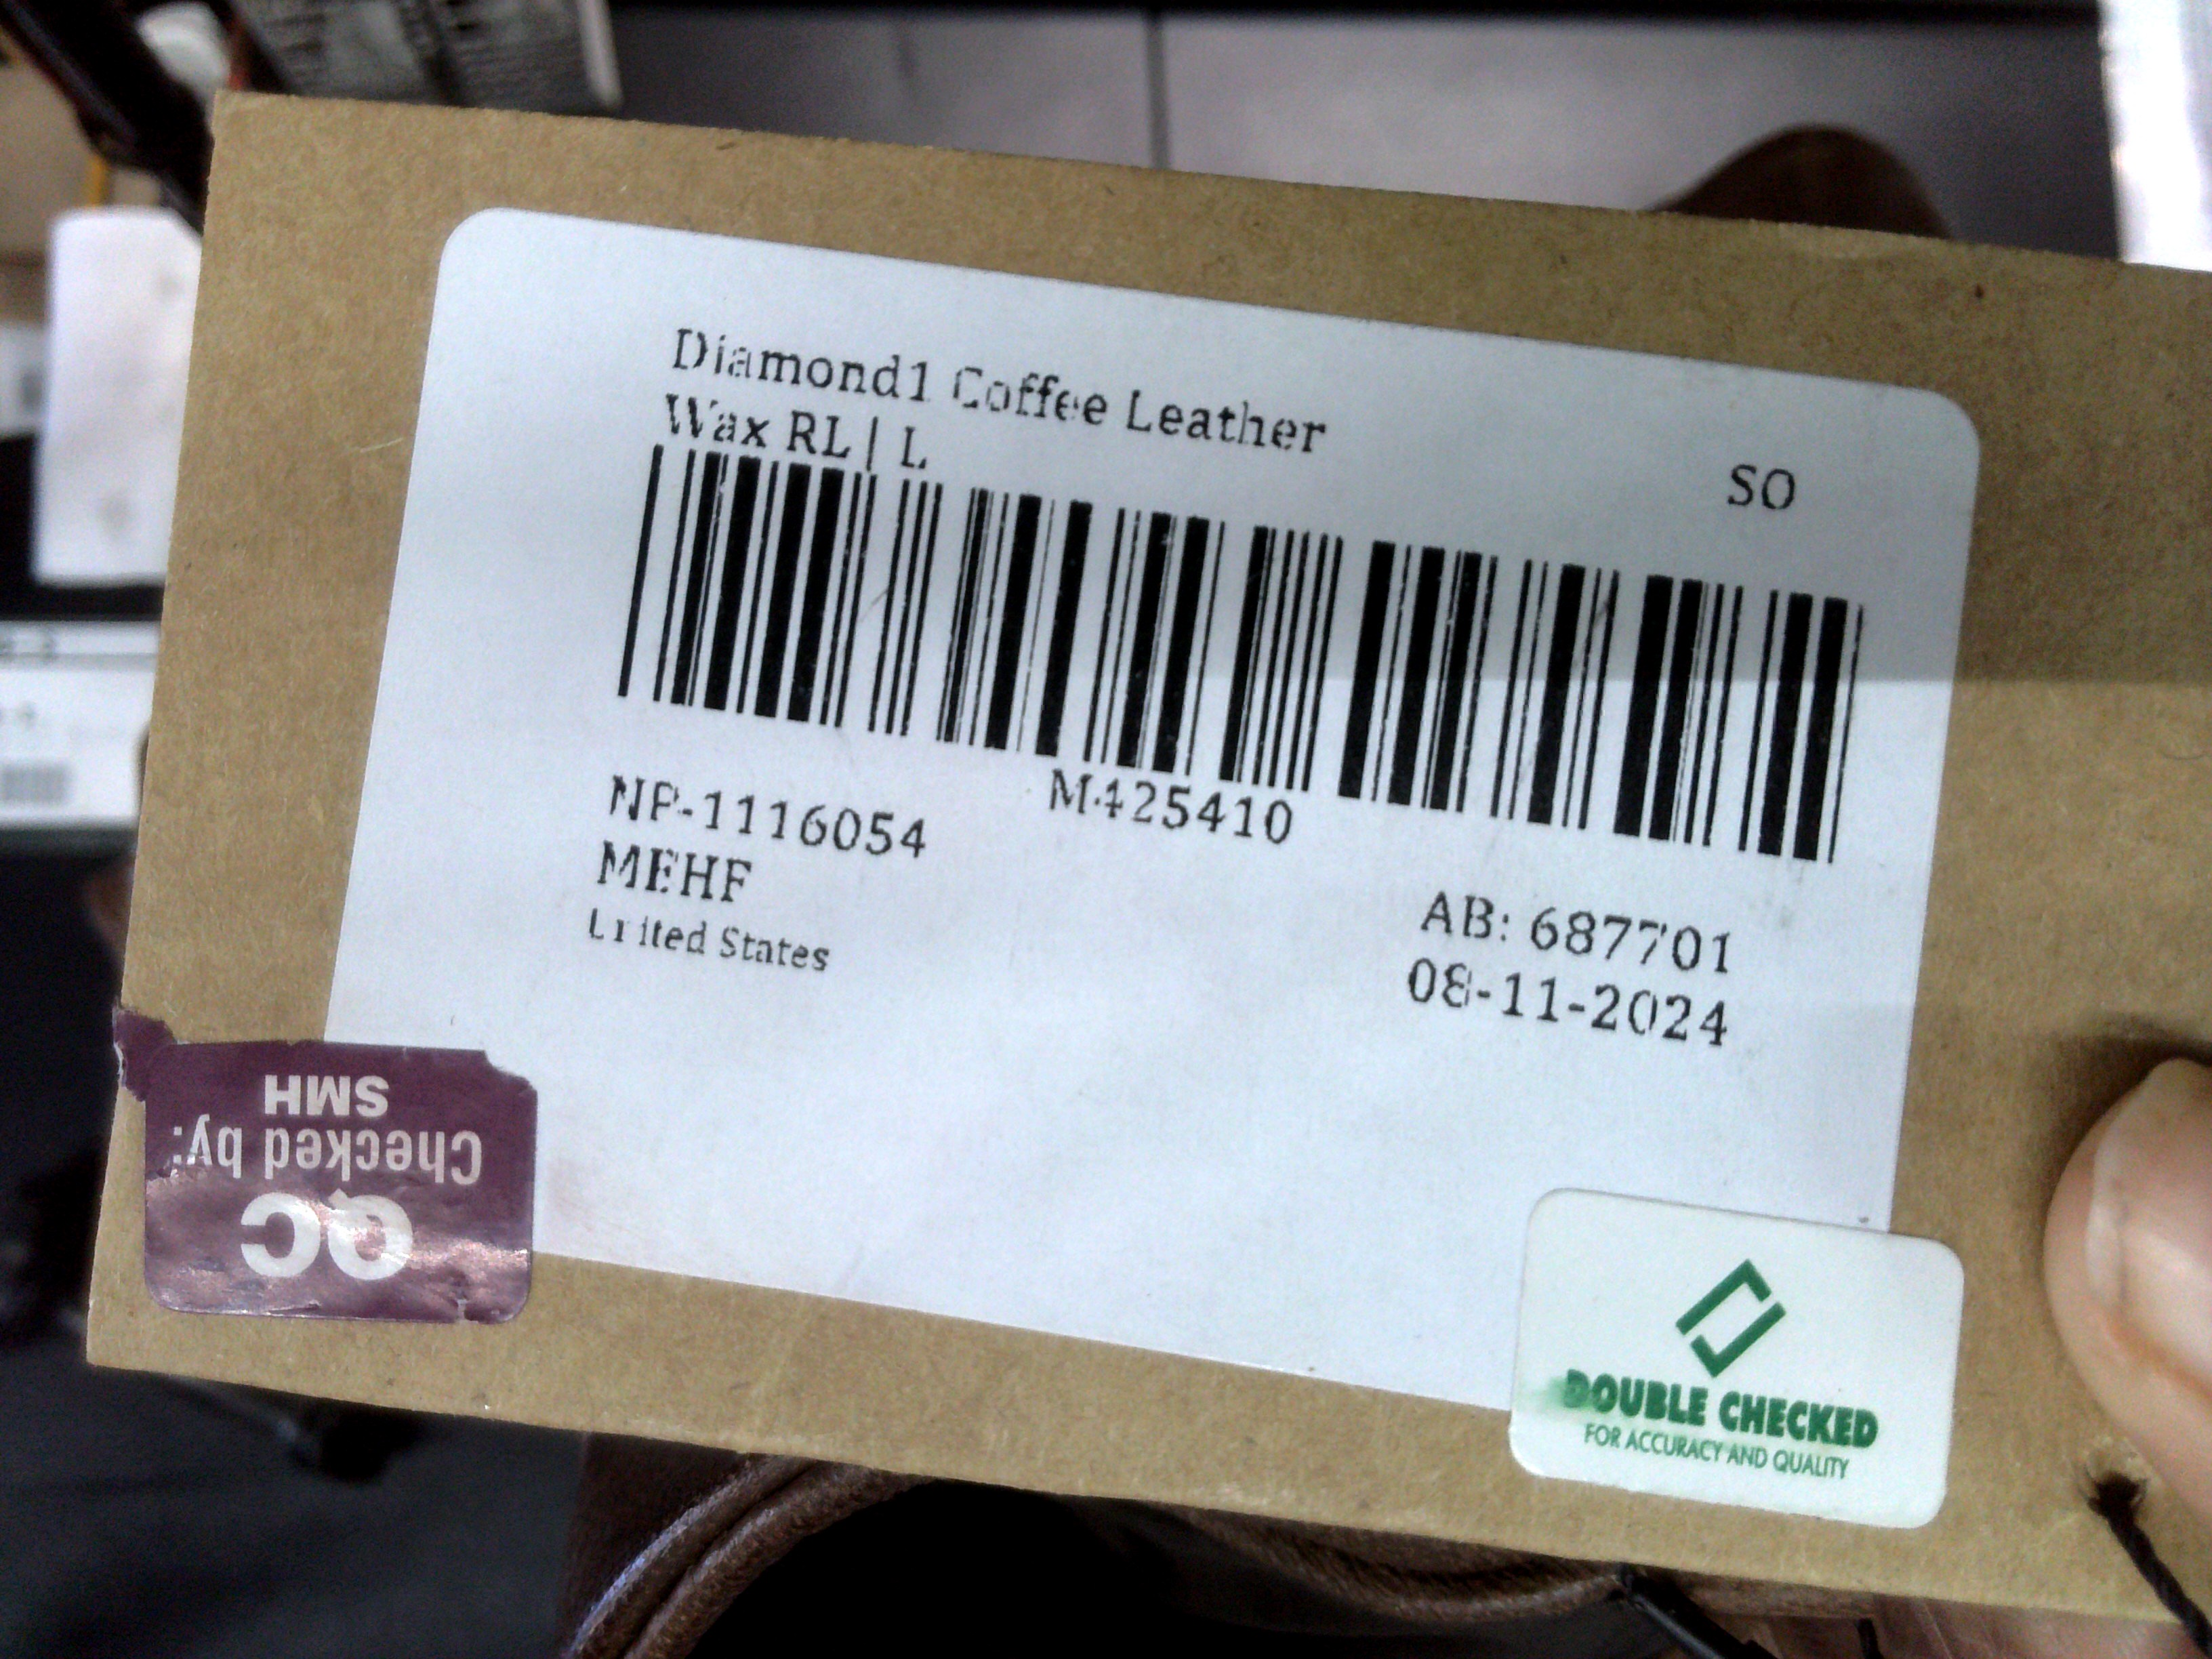 Diamond1 Coffee Leather
Wax RL | L
SO
M425410
NP-1116054
MEHF
United States
AB: 687701
08-11-2024
QC
Checked by:
SMH
DOUBLE CHECKED
FOR ACCURACY AND QUALITY